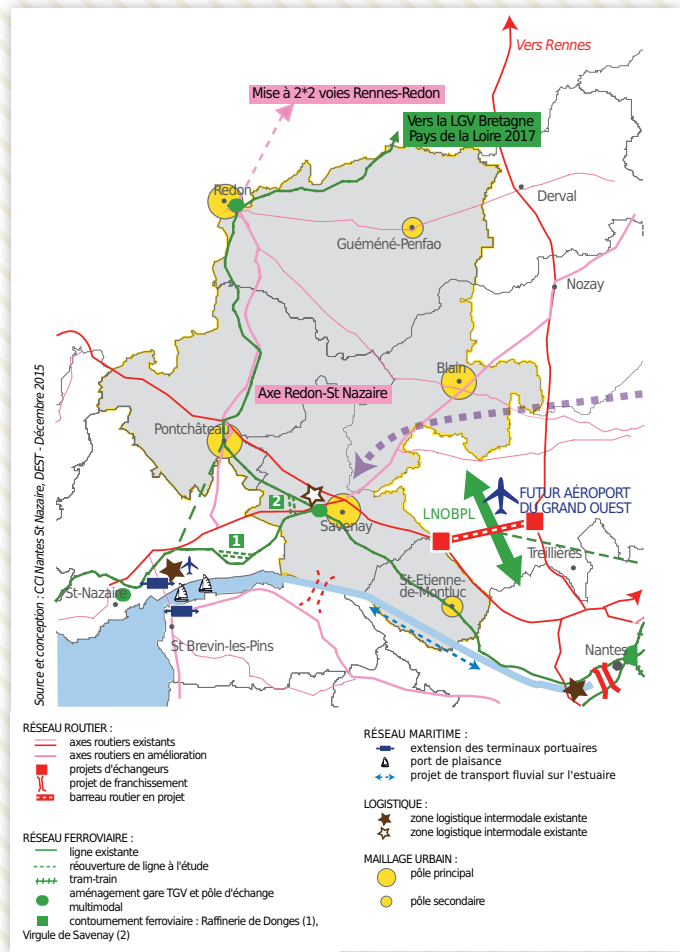 Vers Rennes
Mise à 2*2 voies Rennes-Redon
Vers la LGV Bretagne
Pays de la Loire 2017
Redon
Derval
Guéméné-Penfao
Nozay
Blain
Axe Redon-St Nazaire
Pontchâteau
2
Savenay
LNOBPL
FUTUR AÉROPORT
DU GRAND OUEST
1
Treillières
St-Nazaire
St-Etienne-
de-Montluc
St Brevin-les-Pins
Nantes
Source et conception : CCI Nantes St Nazaire, DEST - Décembre 2015
RÉSEAU ROUTIER :
axes routiers existants
axes routiers en amélioration
projets d'échangeurs
projet de franchissement
barreau routier en projet
RÉSEAU FERROVIAIRE :
ligne existante
réouverture de ligne à l'étude
tram-train
aménagement gare TGV et pôle d'échange
multimodal
contournement ferroviaire : Raffinerie de Donges (1),
Virgule de Savenay (2)
RÉSEAU MARITIME :
extension des terminaux portuaires
port de plaisance
projet de transport fluvial sur l'estuaire
LOGISTIQUE :
zone logistique intermodale existante
zone logistique intermodale existante
MAILLAGE URBAIN :
pôle principal
pôle secondaire